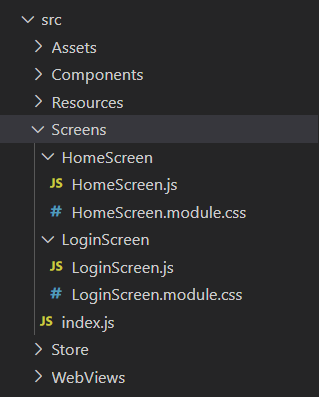 src
Assets
Components
Resources
Screens
HomeScreen
JS HomeScreen.js
# HomeScreen.module.css
LoginScreen
JS LoginScreen.js
# LoginScreen.module.css
JS index.js
Store
WebViews